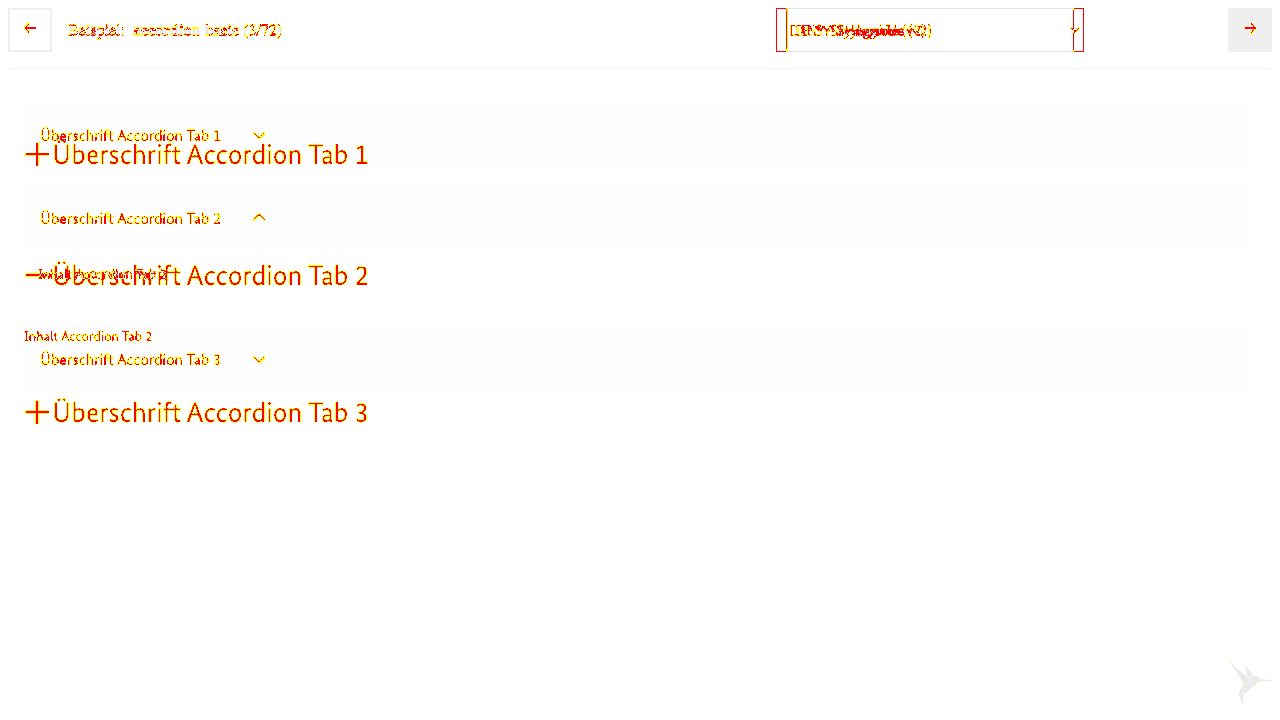 Beispiel: accordion basic (3/72)
Überschrift Accordion Tab 1
Überschrift Accordion Tab 1
Überschrift Accordion Tab 2
Überschrift Accordion Tab 2
Inhalt Accordion Tab 2
Inhalt Accordion Tab 2
Überschrift Accordion Tab 3
Überschrift Accordion Tab 3